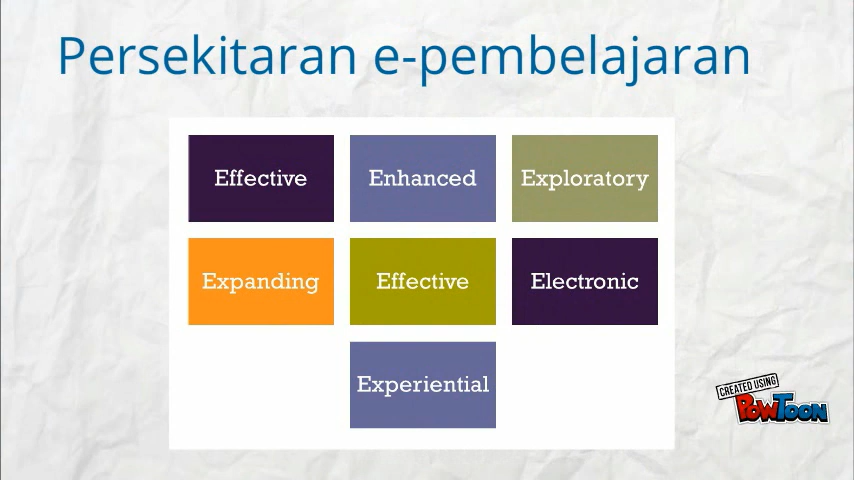 Persekitaran e-pembelajaran
Effective
Enhanced
Exploratory
Expanding
Effective
Electronic
Experiential
CREATED USING
POWTOON